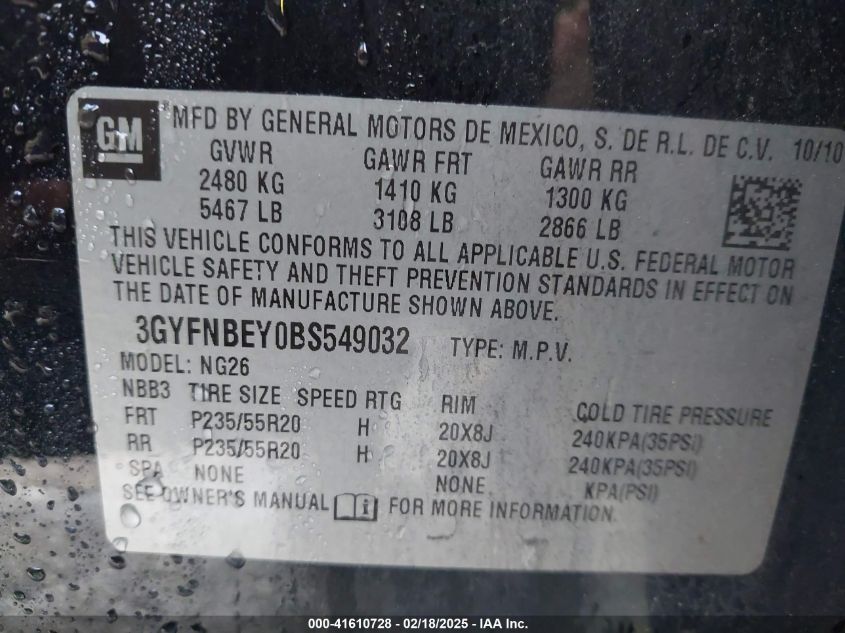 GM
MFD BY GENERAL MOTORS DE MEXICO, S. DE R.L. DE C.V. 10/10
GVWR GAWR FRT GAWR RR
2480 KG 1410 KG 1300 KG
5467 LB 3108 LB 2866 LB
THIS VEHICLE CONFORMS TO ALL APPLICABLE U.S. FEDERAL MOTOR
VEHICLE SAFETY AND THEFT PREVENTION STANDARDS IN EFFECT ON
THE DATE OF MANUFACTURE SHOWN ABOVE.
3GYFNBEY0BS549032 TYPE: M.P.V.
MODEL: NG26
NBB3 TIRE SIZE SPEED RTG RIM COLD TIRE PRESSURE
FRT P235/55R20 H 20X8J 240KPA(35PSI)
RR P235/55R20 H 20X8J 240KPA(35PSI)
SPA NONE NONE KPA(PSI)
SEE OWNER'S MANUAL FOR MORE INFORMATION.
000-41610728 - 02/18/2025 - IAA Inc.